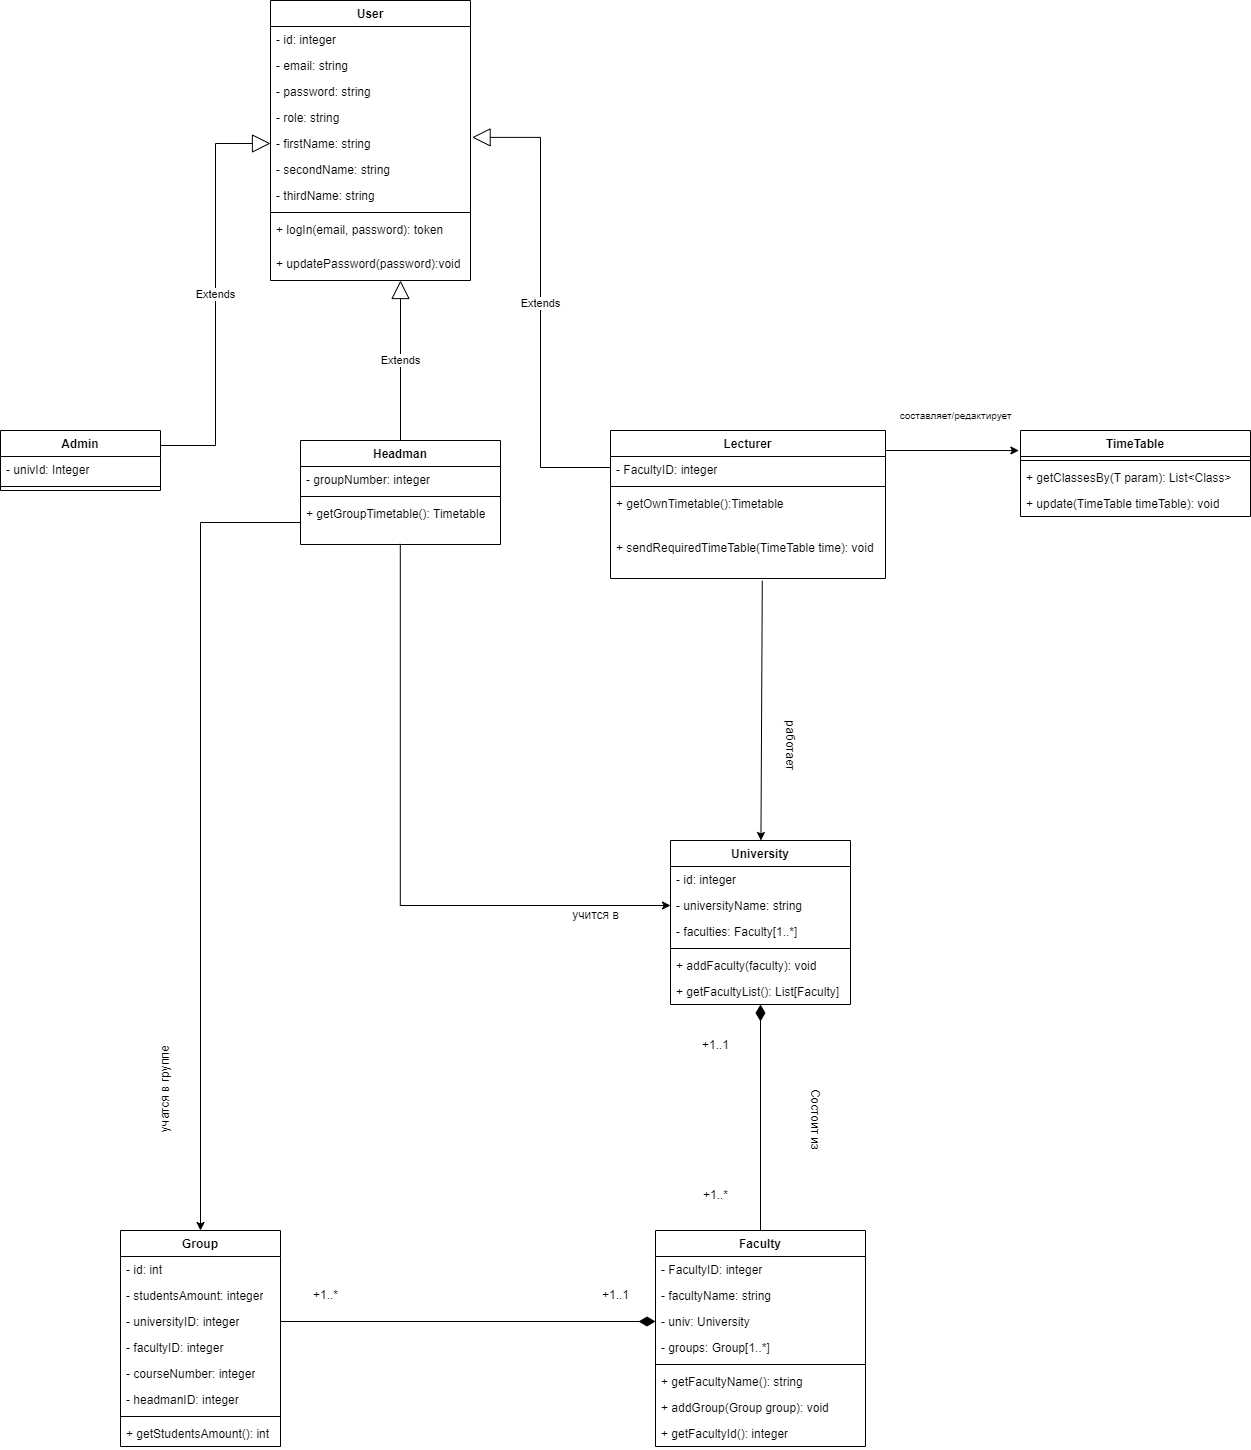 User
- id: integer
- email: string
- password: string
- role: string
- firstName: string
- secondName: string
- thirdName: string
+ logIn(email, password): token
+ updatePassword(password):void
Extends
Extends
Extends
Admin
- univId: Integer
Headman
- groupNumber: integer
+ getGroupTimetable(): Timetable
Lecturer
- FacultyID: integer
+ getOwnTimetable():Timetable
+ sendRequiredTimeTable(TimeTable time): void
составляет/редактирует
TimeTable
+ getClassesBy(T param): List<Class>
+ update(TimeTable timeTable): void
работает
учится в
University
- id: integer
- universityName: string
- faculties: Faculty[1..*]
+ addFaculty(faculty): void
+ getFacultyList(): List[Faculty]
+1..1
Состоит из
+1..*
учатся в группе
Group
- id: int
- studentsAmount: integer
- universityID: integer
- facultyID: integer
- courseNumber: integer
- headmanID: integer
+ getStudentsAmount(): int
+1..*
+1..1
Faculty
- FacultyID: integer
- facultyName: string
- univ: University
- groups: Group[1..*]
+ getFacultyName(): string
+ addGroup(Group group): void
+ getFacultyId(): integer